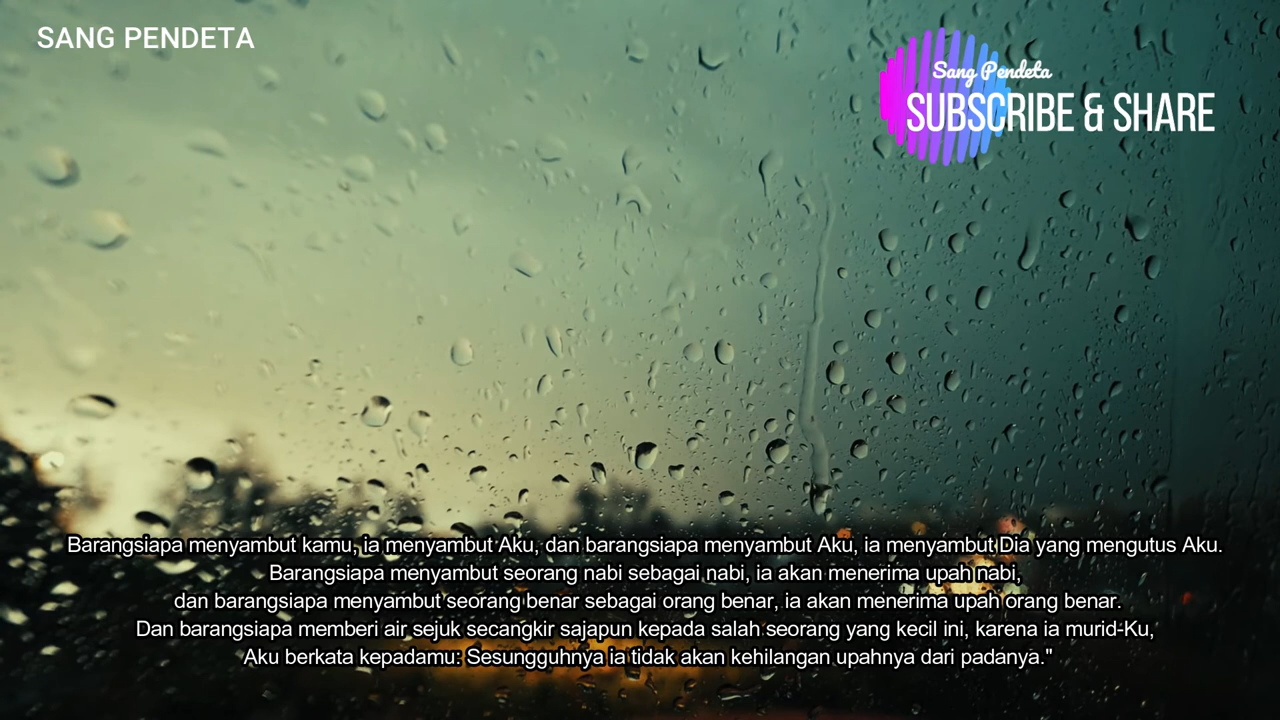 SANG PENDETA
Sang Pendeta
SUBSCRIBE & SHARE
Barangsiapa menyambut kamu, ia menyambut Aku, dan barangsiapa menyambut Aku, ia menyambut Dia yang mengutus Aku.
Barangsiapa menyambut seorang nabi sebagai nabi, ia akan menerima upah nabi,
dan barangsiapa menyambut seorang benar sebagai orang benar, ia akan menerima upah orang benar.
Dan barangsiapa memberi air sejuk secangkir sajapun kepada salah seorang yang kecil ini, karena ia murid-Ku,
Aku berkata kepadamu: Sesungguhnya ia tidak akan kehilangan upahnya dari padanya."